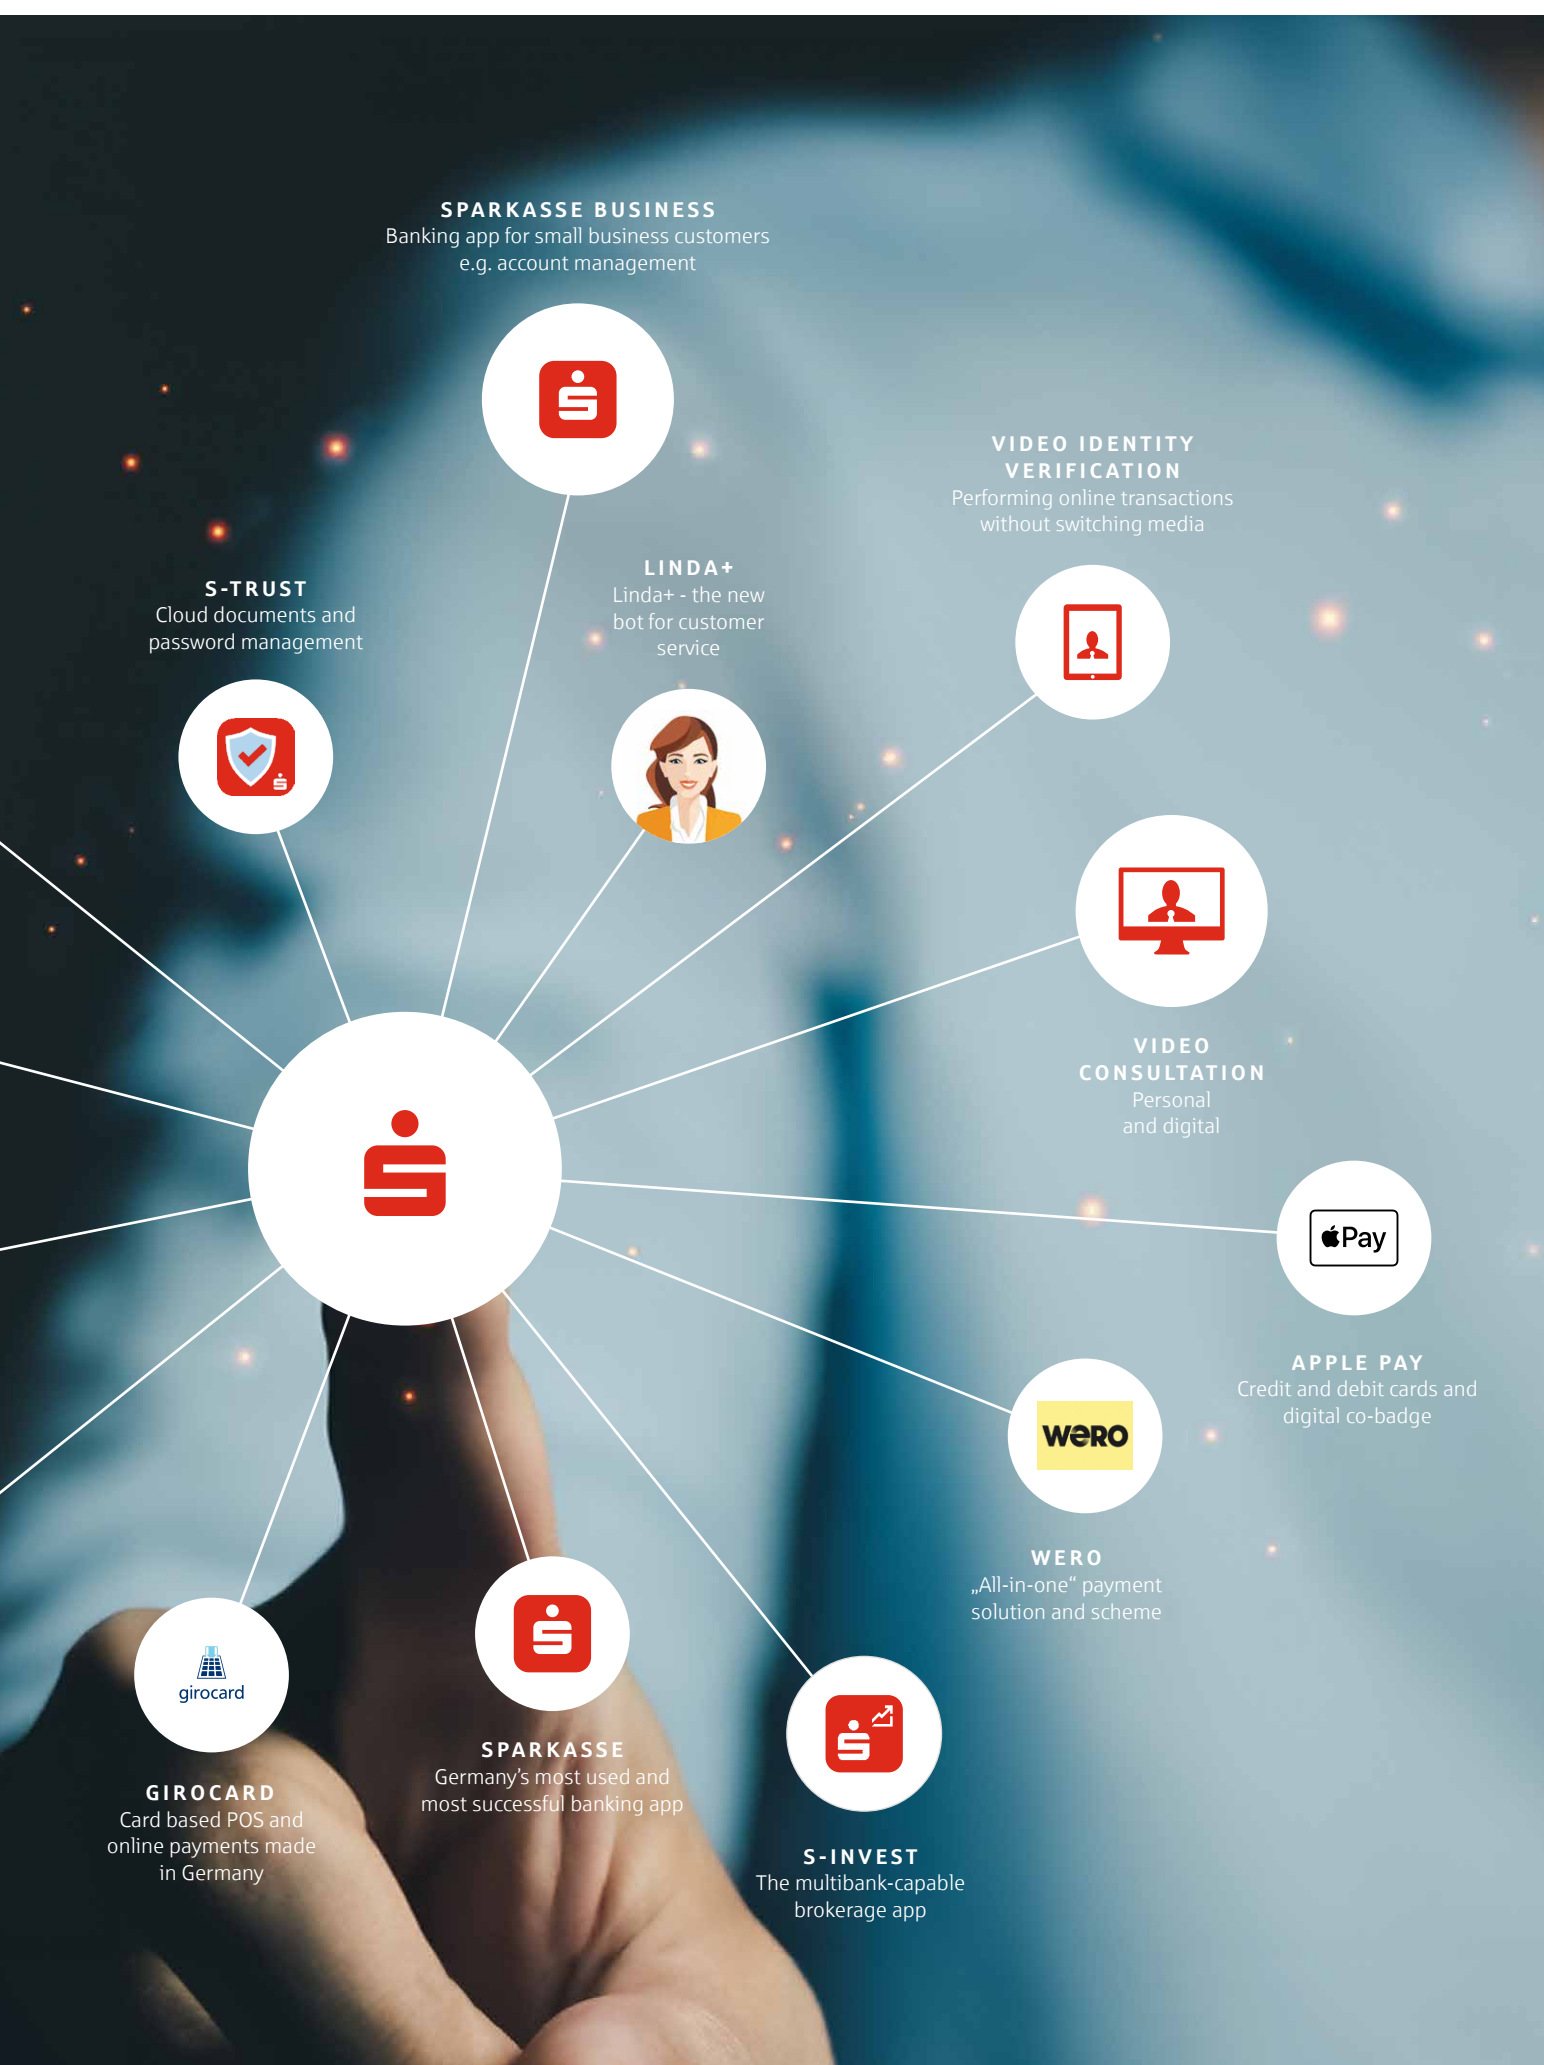 SPARKASSE BUSINESS
Banking app for small business customers
e.g. account management
VIDEO IDENTITY
VERIFICATION
Performing online transactions
without switching media
S-TRUST
Cloud documents and
password management
LINDA+
Linda+ - the new
bot for customer
service
VIDEO
CONSULTATION
Personal
and digital
Pay
APPLE PAY
Credit and debit cards and
digital co-badge
wero
WERO
„All-in-one“ payment
solution and scheme
girocard
GIROCARD
Card based POS and
online payments made
in Germany
SPARKASSE
Germany’s most used and
most successful banking app
S-INVEST
The multibank-capable
brokerage app